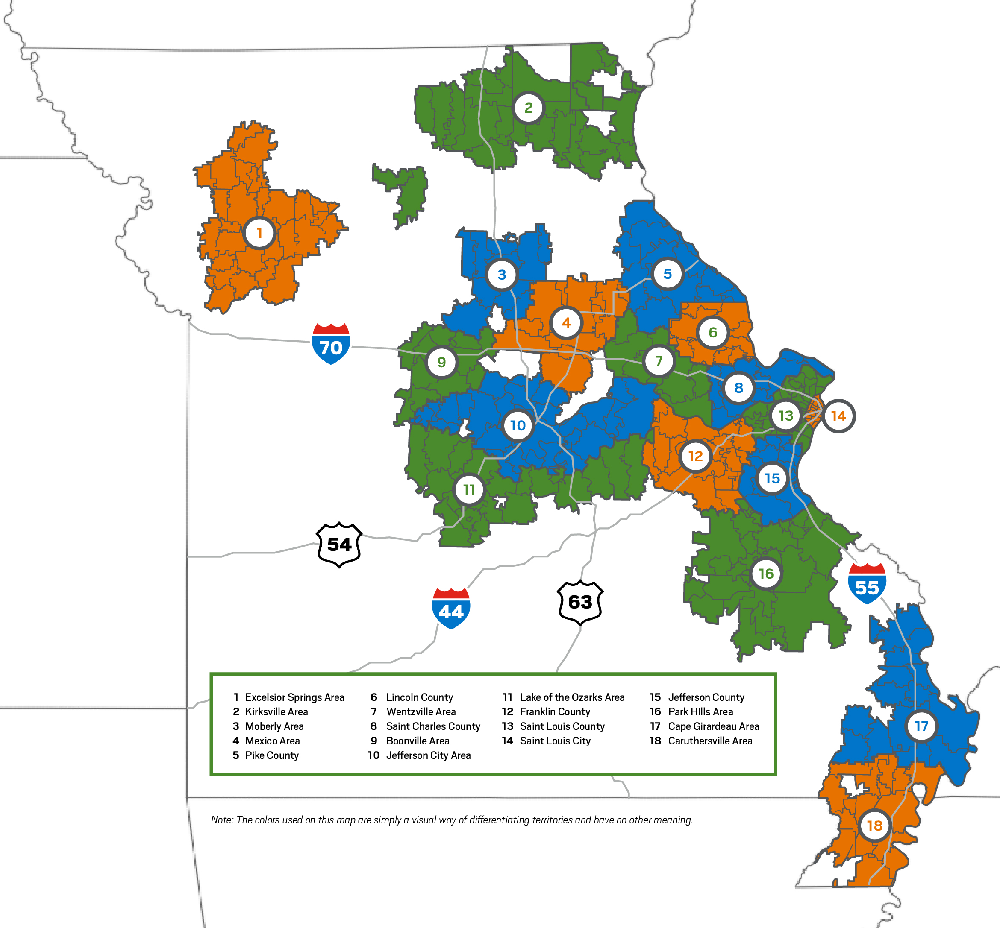 2
1
3
5
4
6
70
9
7
8
13
14
10
12
15
11
54
16
55
44
63
1 Excelsior Springs Area
2 Kirksville Area
3 Moberly Area
4 Mexico Area
5 Pike County
6 Lincoln County
7 Wentzville Area
8 Saint Charles County
9 Boonville Area
10 Jefferson City Area
11 Lake of the Ozarks Area
12 Franklin County
13 Saint Louis County
14 Saint Louis City
15 Jefferson County
16 Park HIlls Area
17 Cape Girardeau Area
18 Caruthersville Area
17
Note: The colors used on this map are simply a visual way of differentiating territories and have no other meaning.
18